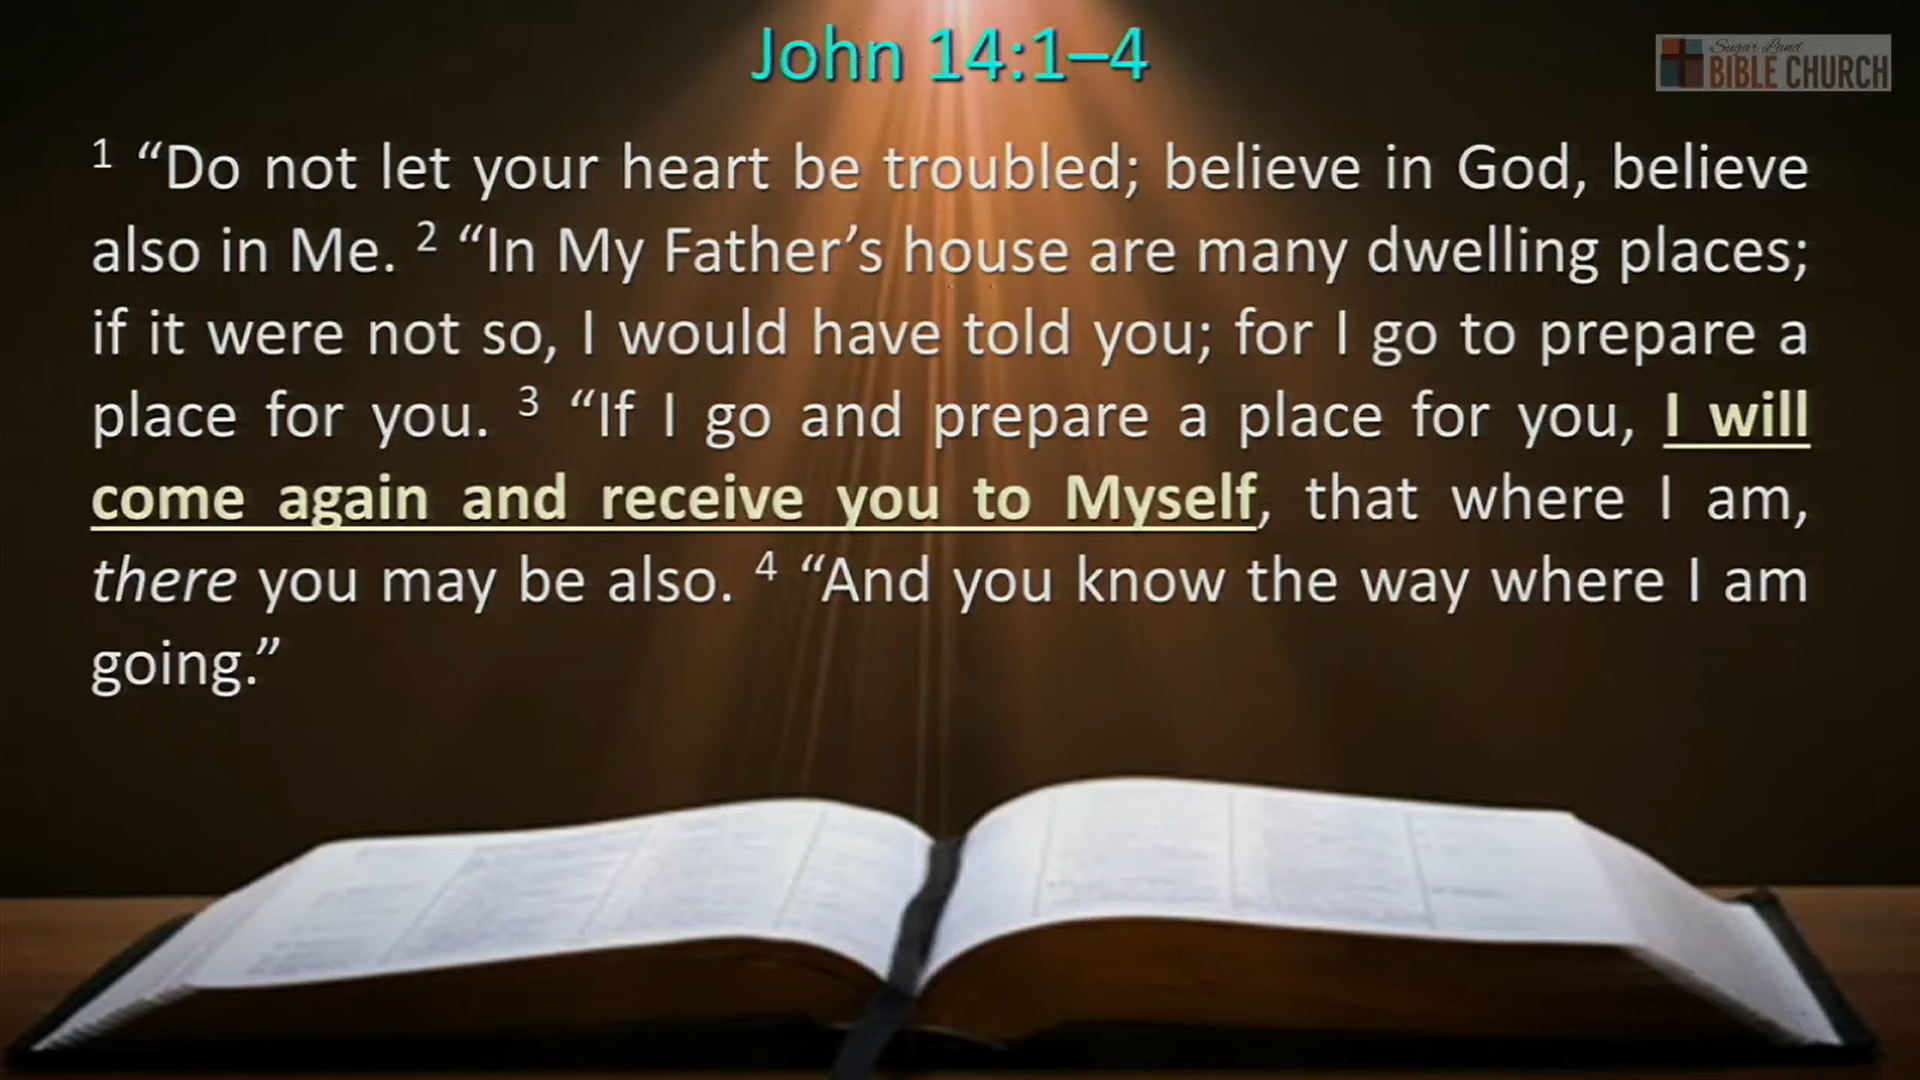 John 14:1–4
Sugar Land
BIBLE CHURCH
1 “Do not let your heart be troubled; believe in God, believe
also in Me. 2 “In My Father’s house are many dwelling places;
if it were not so, I would have told you; for I go to prepare a
place for you. 3 “If I go and prepare a place for you, I will
come again and receive you to Myself, that where I am,
there you may be also. 4 “And you know the way where I am
going.”